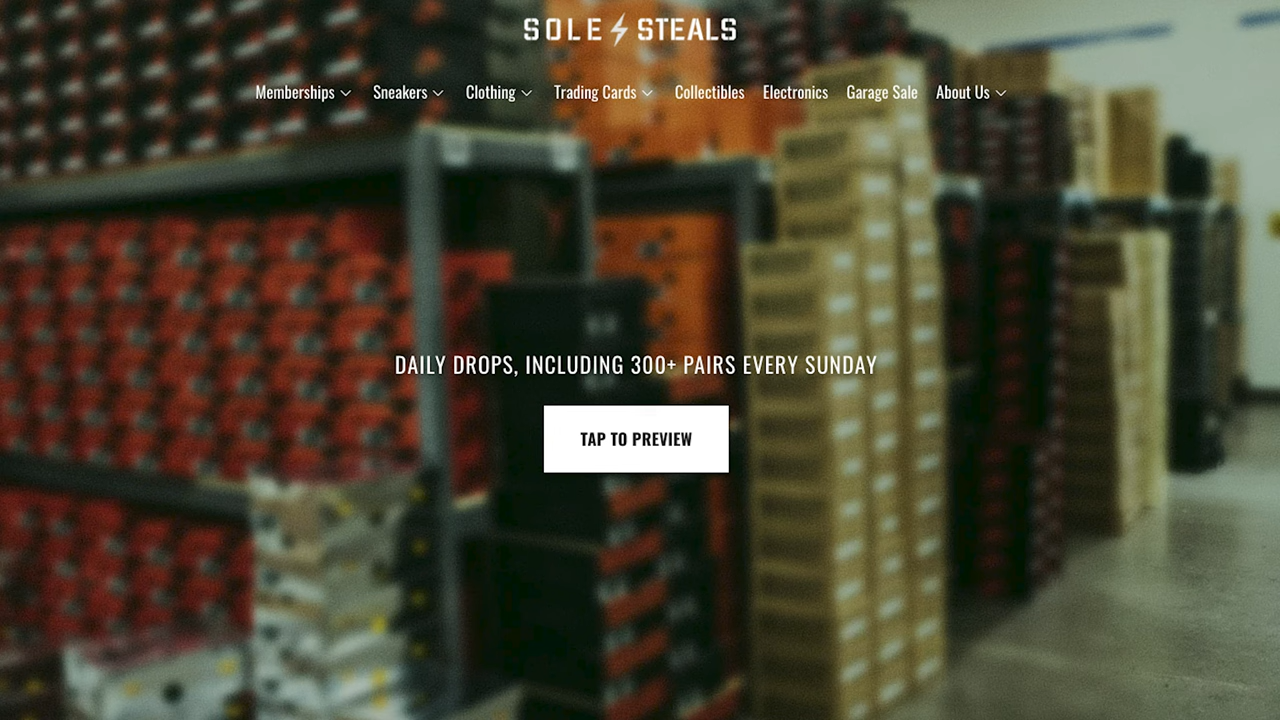 SOLE STEALS
Memberships Sneakers Clothing Trading Cards Collectibles Electronics Garage Sale About Us
DAILY DROPS, INCLUDING 300+ PAIRS EVERY SUNDAY
TAP TO PREVIEW